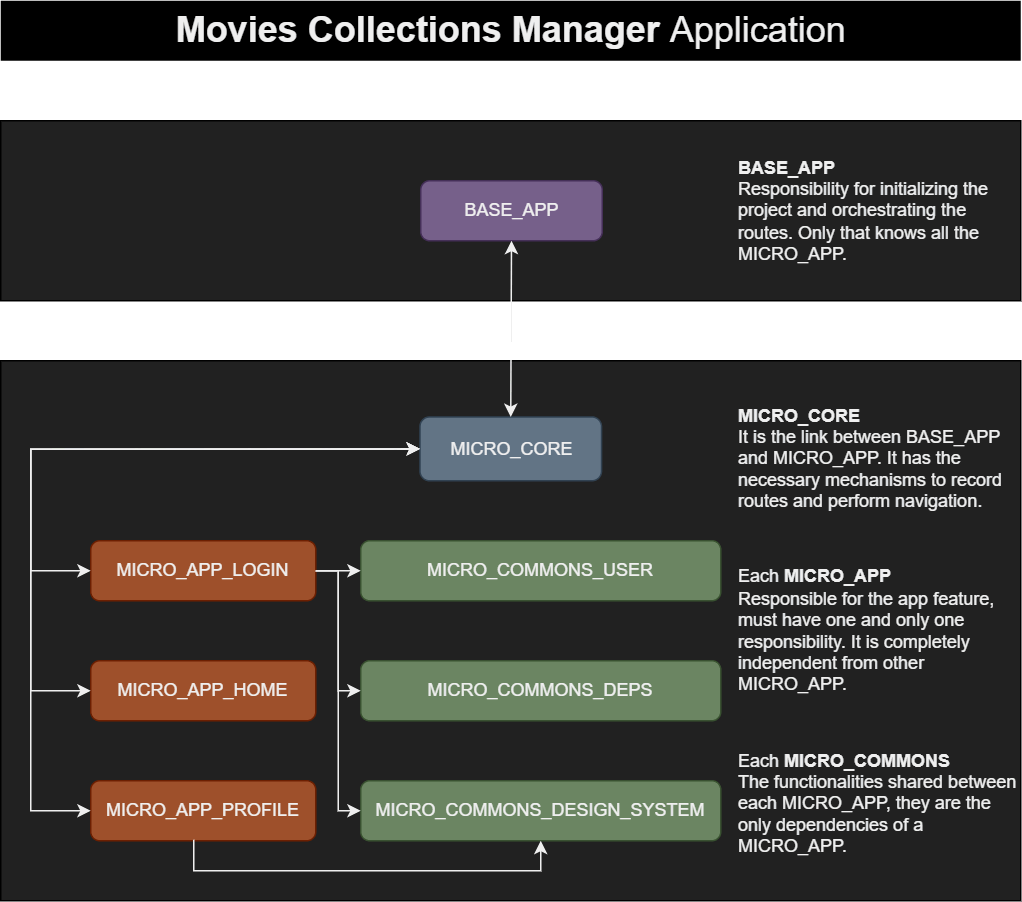 Movies Collections Manager Application
BASE_APP
BASE_APP
Responsibility for initializing the
project and orchestrating the
routes. Only that knows all the
MICRO_APP.
MICRO_CORE
MICRO_CORE
It is the link between BASE_APP
and MICRO_APP. It has the
necessary mechanisms to record
routes and perform navigation.
MICRO_APP_LOGIN
MICRO_COMMONS_USER
Each MICRO_APP
Responsible for the app feature,
must have one and only one
responsibility. It is completely
independent from other
MICRO_APP.
MICRO_APP_HOME
MICRO_COMMONS_DEPS
MICRO_APP_PROFILE
MICRO_COMMONS_DESIGN_SYSTEM
Each MICRO_COMMONS
The functionalities shared between
each MICRO_APP, they are the
only dependencies of a
MICRO_APP.